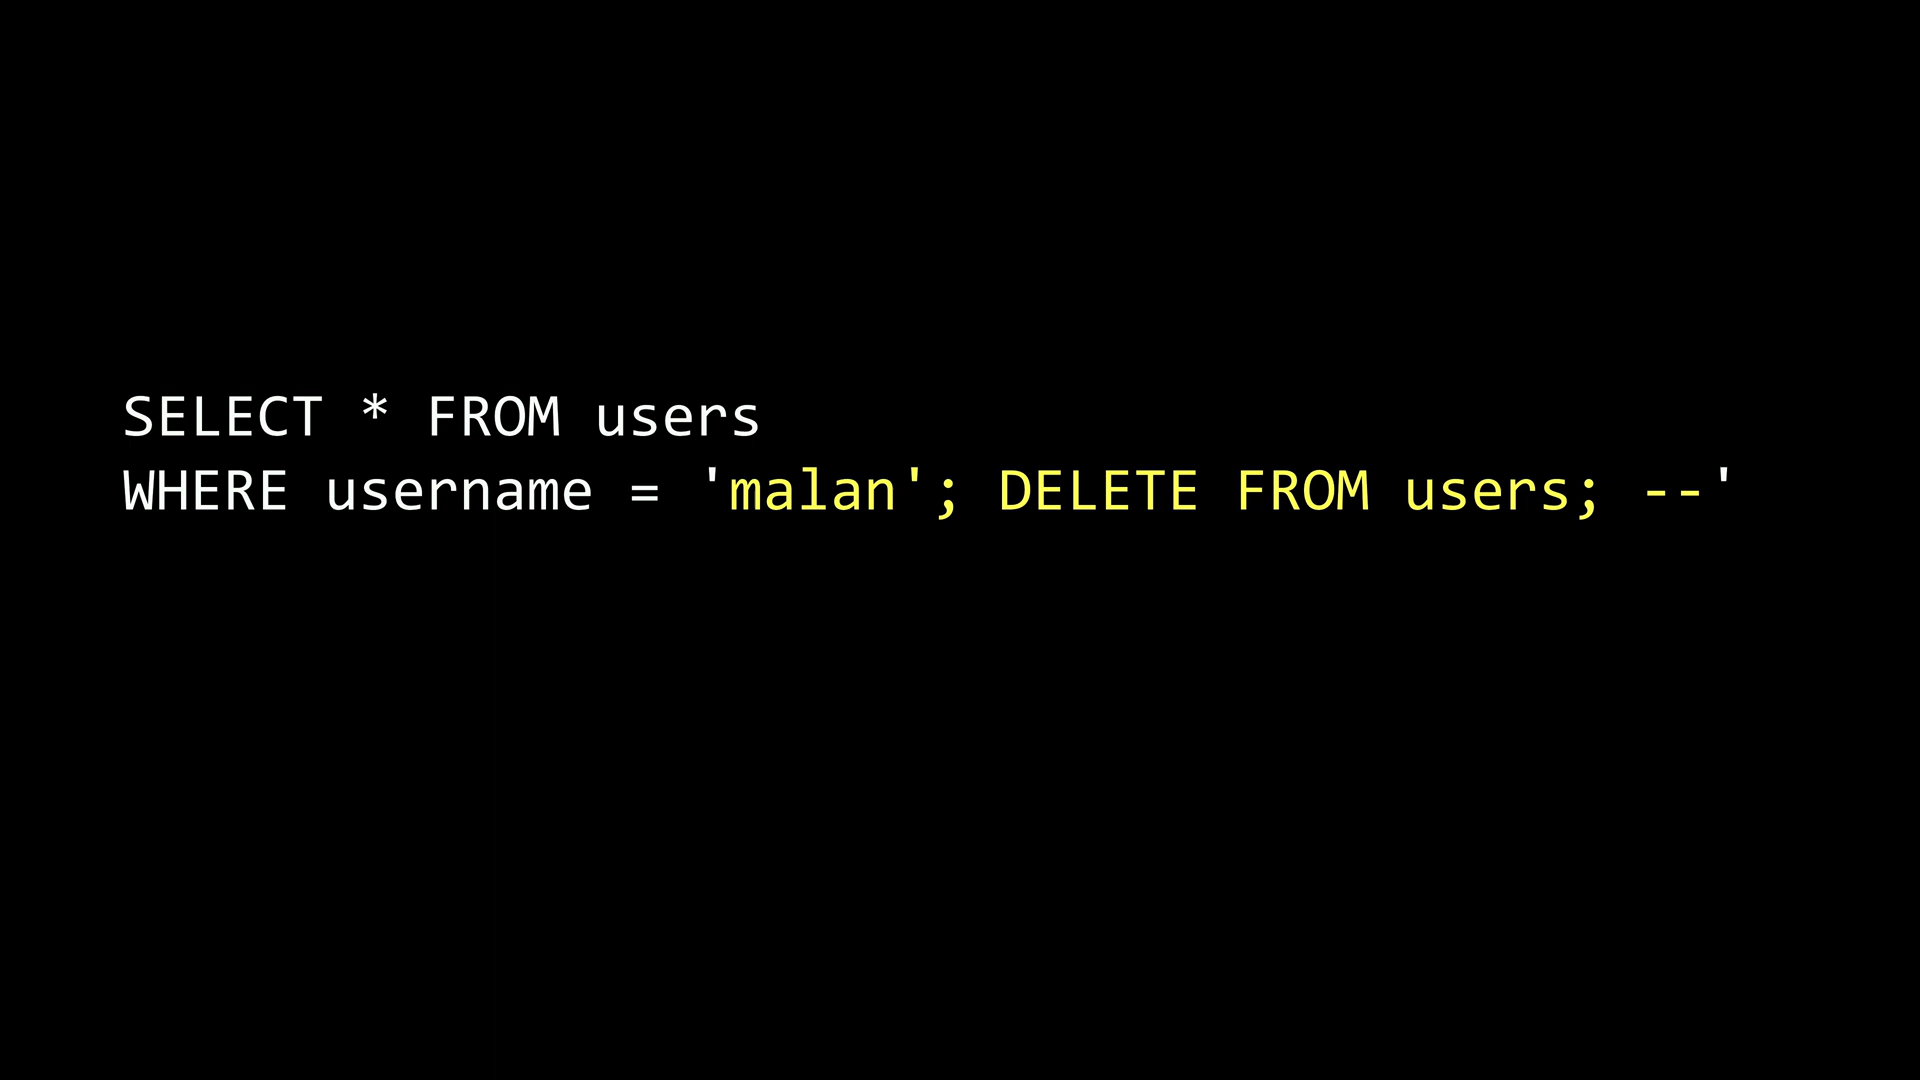 SELECT * FROM users
WHERE username = 'malan'; DELETE FROM users; --'